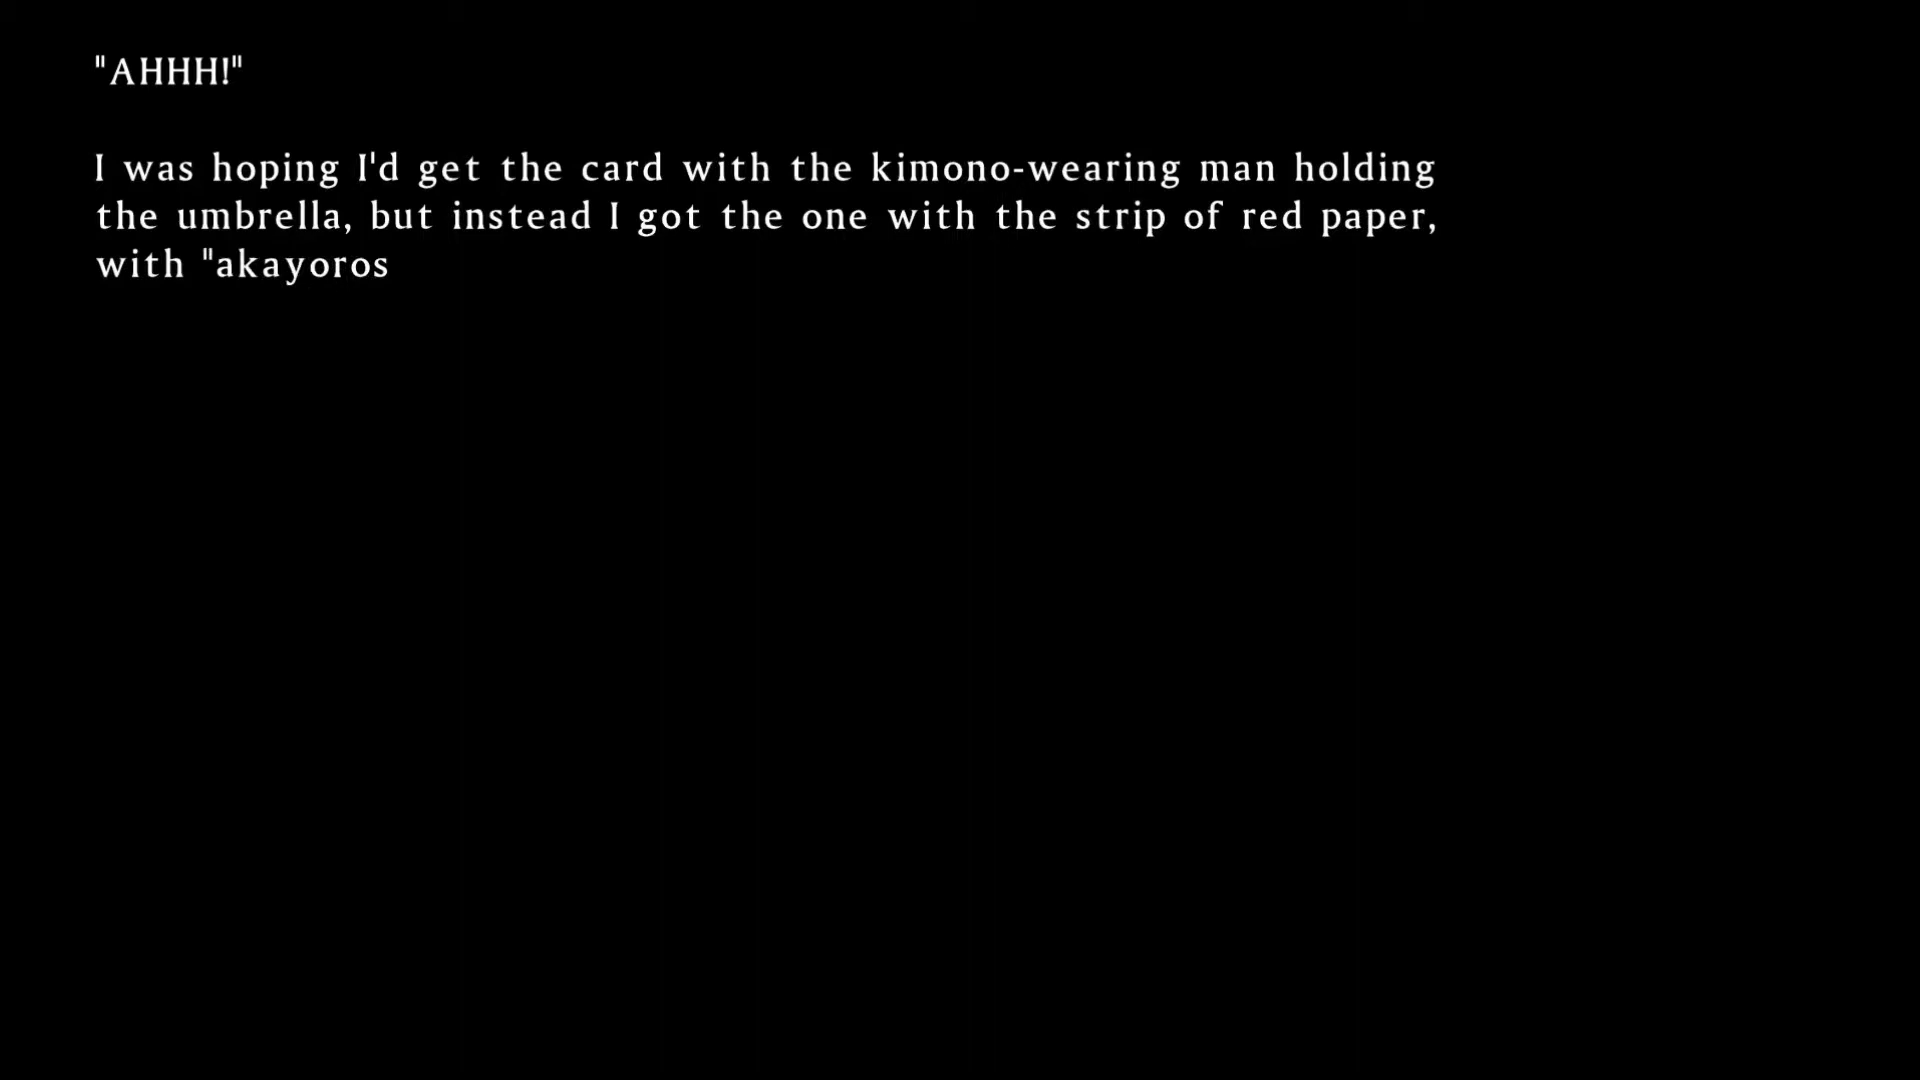 "AHHH!"
I was hoping I'd get the card with the kimono-wearing man holding
the umbrella, but instead I got the one with the strip of red paper,
with "akayoros